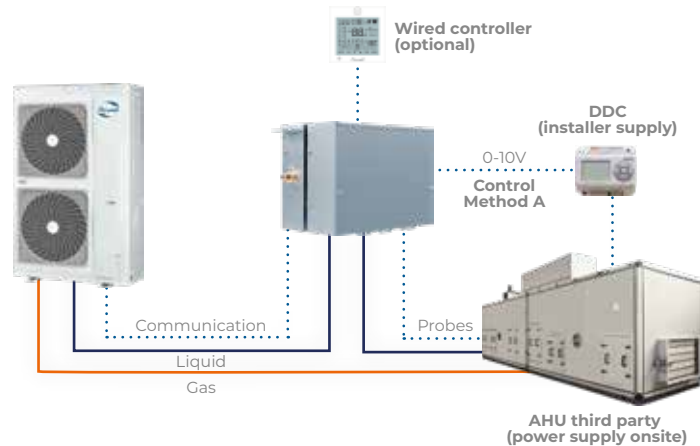 Wired controller
(optional)
DDC
(installer supply)
0-10V
Control
Method A
Communication
Probes
Liquid
Gas
AHU third party
(power supply onsite)